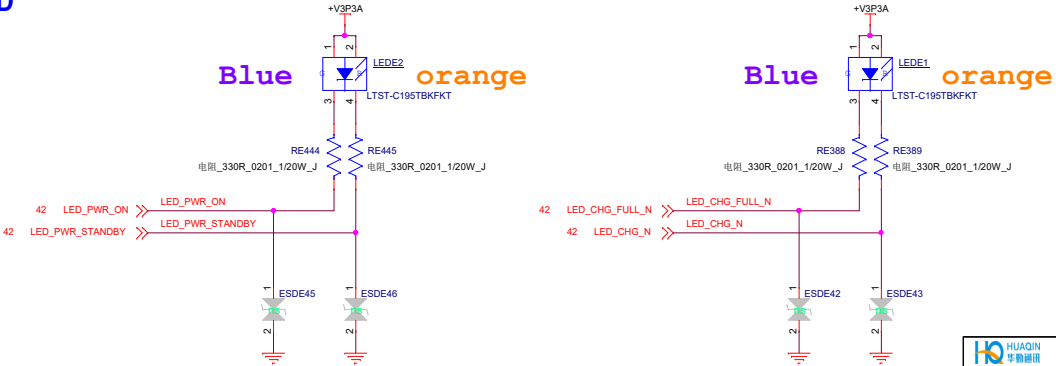 D
+V3P3A
1 2
LEDE2
Blue
orange
G B
LTST-C195TBKFKT
3 4
RE444
RE445
电阻_330R_0201_1/20W_J
电阻_330R_0201_1/20W_J
42 LED_PWR_ON
LED_PWR_ON
42 LED_PWR_STANDBY
LED_PWR_STANDBY
1
ESDE45
2
1
ESDE46
2
+V3P3A
1 2
LEDE1
Blue
orange
LTST-C195TBKFKT
3 4
RE388
RE389
电阻_330R_0201_1/20W_J
电阻_330R_0201_1/20W_J
42 LED_CHG_FULL_N
LED_CHG_FULL_N
42 LED_CHG_N
LED_CHG_N
1
ESDE42
2
1
ESDE43
2
HQ HUAQIN
华勤通讯